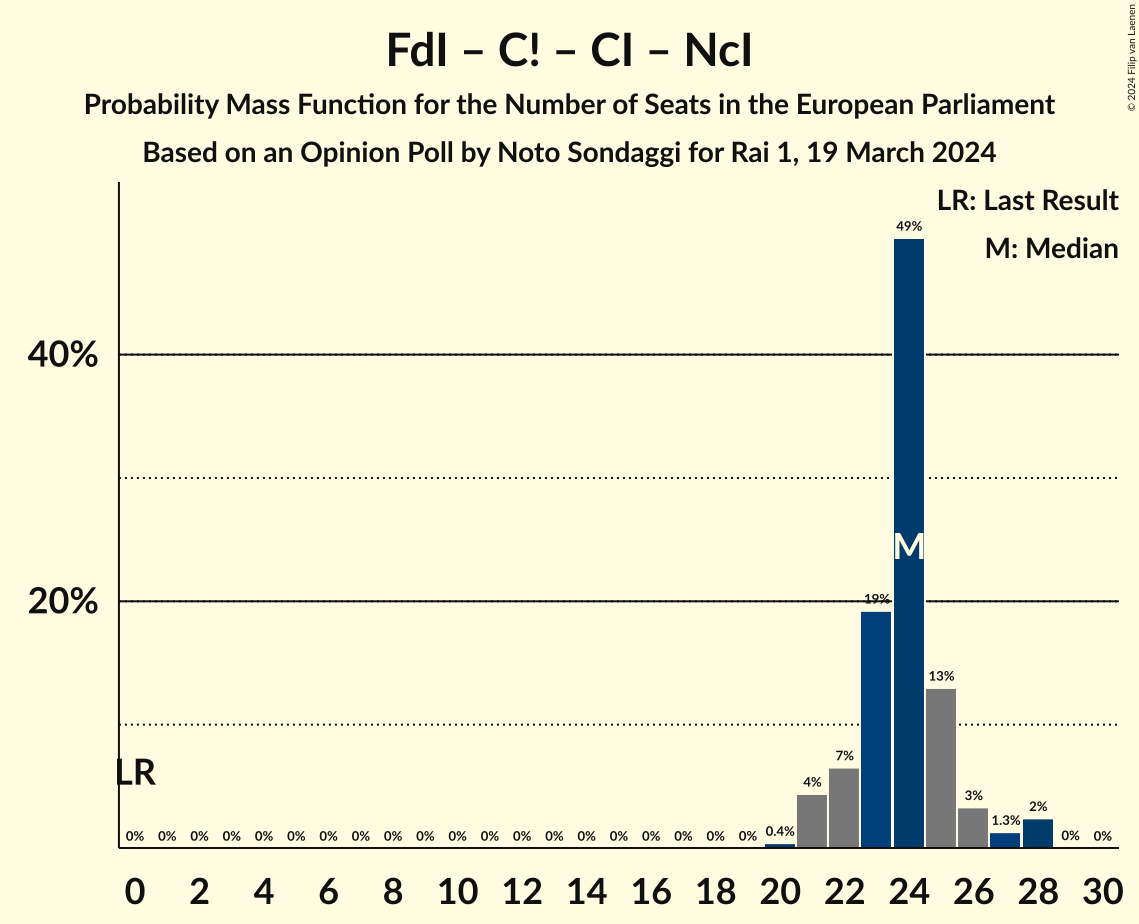 FdI – C! – CI – NcI
Probability Mass Function for the Number of Seats in the European Parliament
Based on an Opinion Poll by Noto Sondaggi for Rai 1, 19 March 2024
© 2024 Filip van Laenen
LR: Last Result
M: Median
49%
40%
M
20%
19%
13%
LR
7%
4%
3%
2%
1.3%
0.4%
0% 0% 0% 0% 0% 0% 0% 0% 0% 0% 0% 0% 0% 0% 0% 0% 0% 0% 0% 0% 0% 0%
0 2 4 6 8 10 12 14 16 18 20 22 24 26 28 30